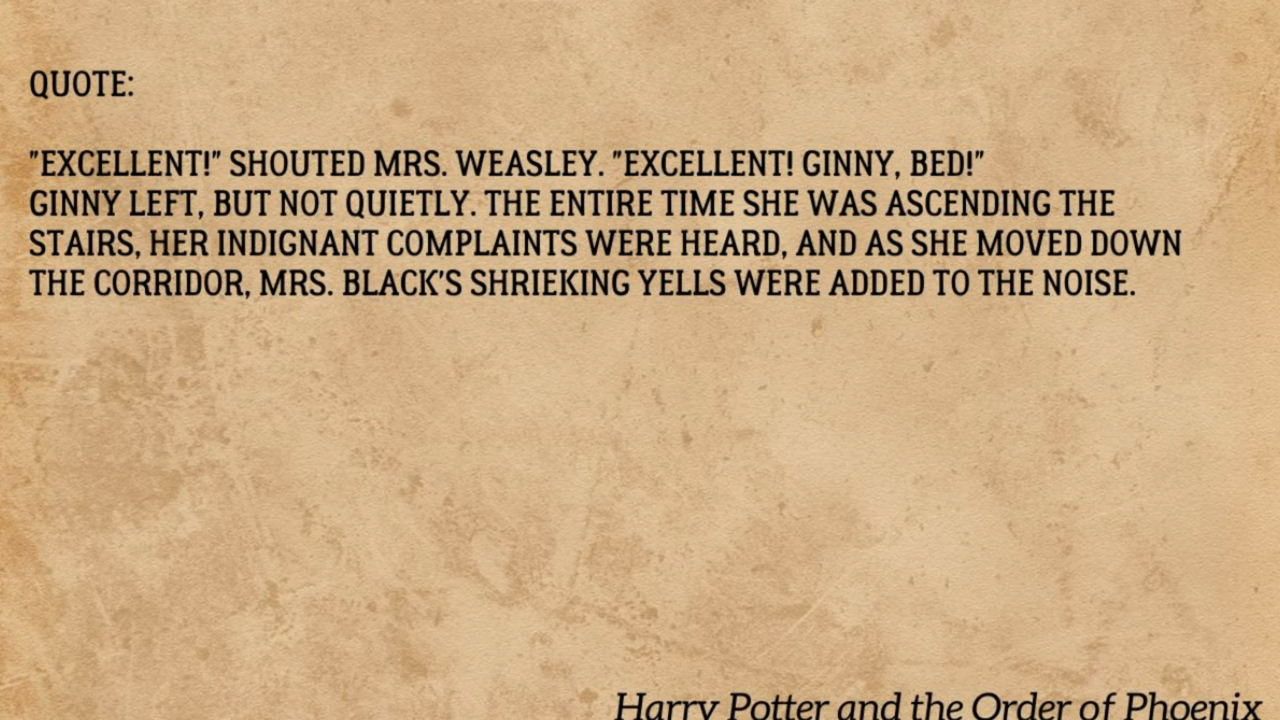 QUOTE:
"EXCELLENT!" SHOUTED MRS. WEASLEY. "EXCELLENT! GINNY, BED!"
GINNY LEFT, BUT NOT QUIETLY. THE ENTIRE TIME SHE WAS ASCENDING THE
STAIRS, HER INDIGNANT COMPLAINTS WERE HEARD, AND AS SHE MOVED DOWN
THE CORRIDOR, MRS. BLACK'S SHRIEKING YELLS WERE ADDED TO THE NOISE.
Harry Potter and the Order of Phoenix